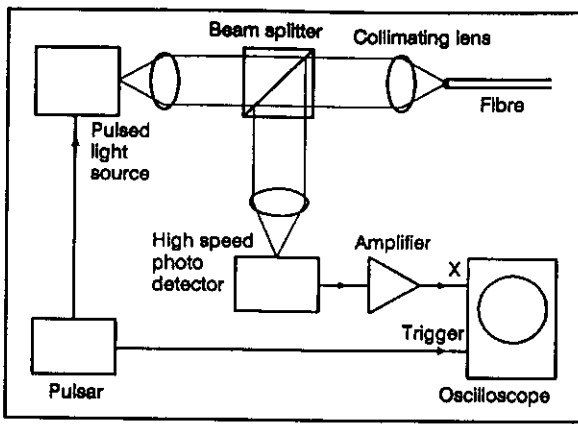 Beam splitter
Collimating lens
Fibre
Pulsed
light
source
High speed
photo
detector
Amplifier
X
Trigger
Pulsar
Oscilloscope